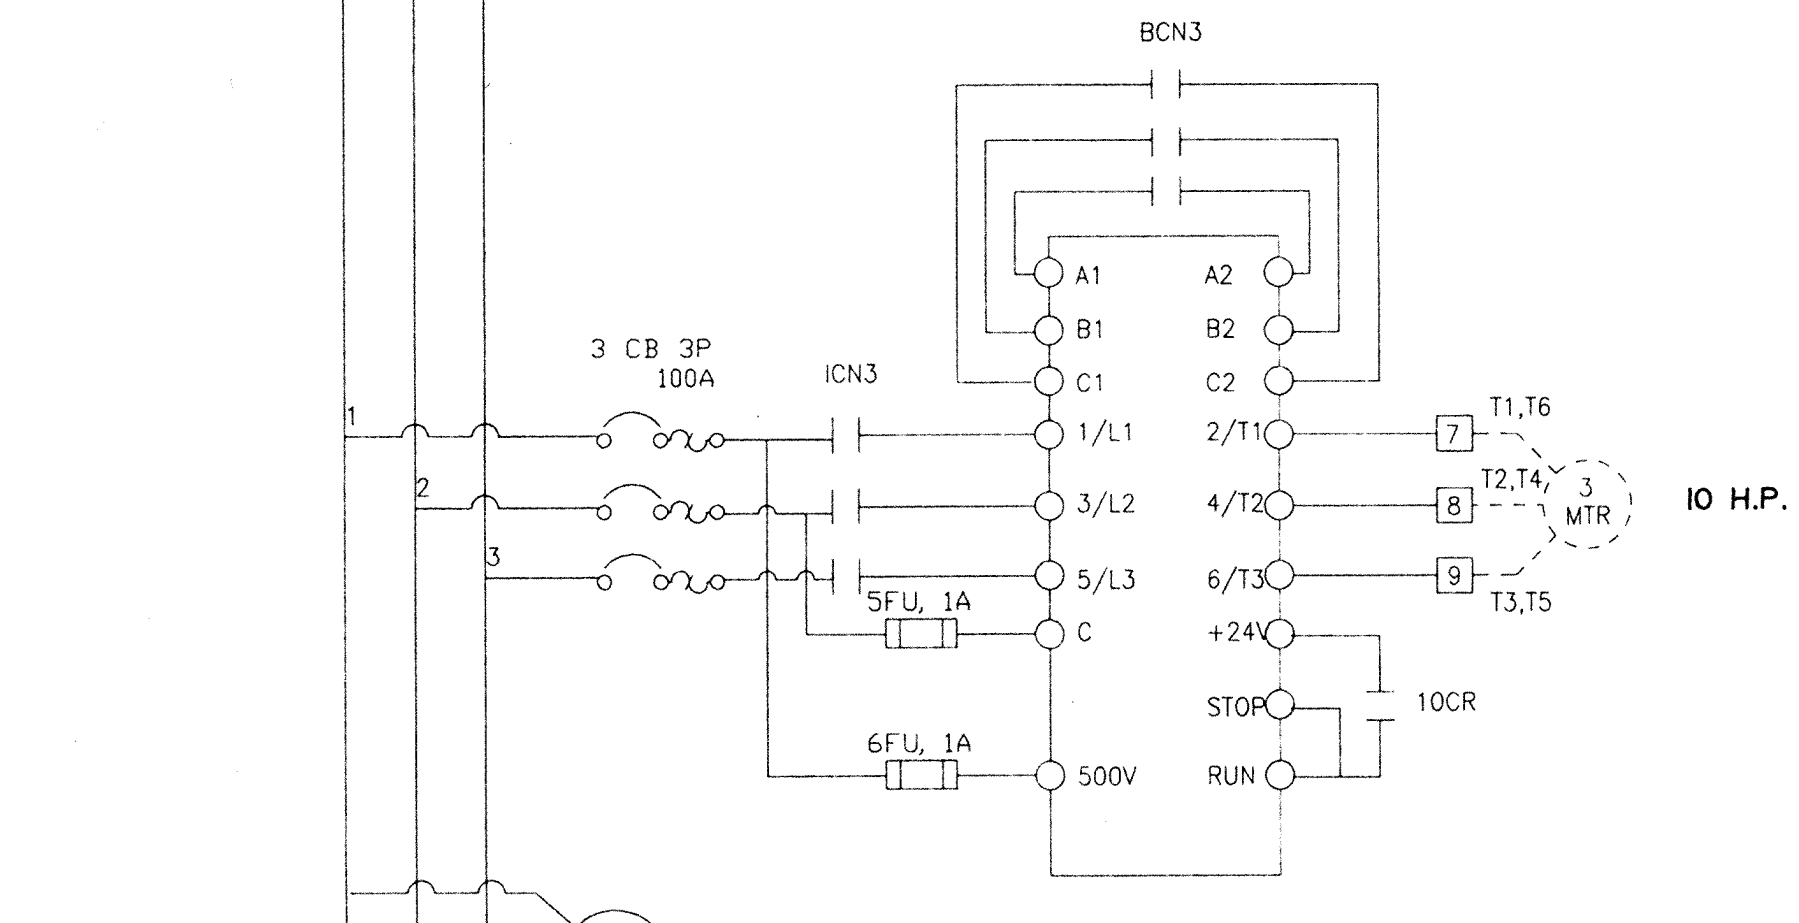 BCN3
A1
A2
B1
B2
3 CB 3P
100A
ICN3
C1
C2
1
1/L1
2/T1
7
T1,T6
2
3/L2
4/T2
8
T2,T4
3
MTR
10 H.P.
3
5/L3
6/T3
9
T3,T5
5FU, 1A
C
+24V
STOP
10CR
6FU, 1A
500V
RUN